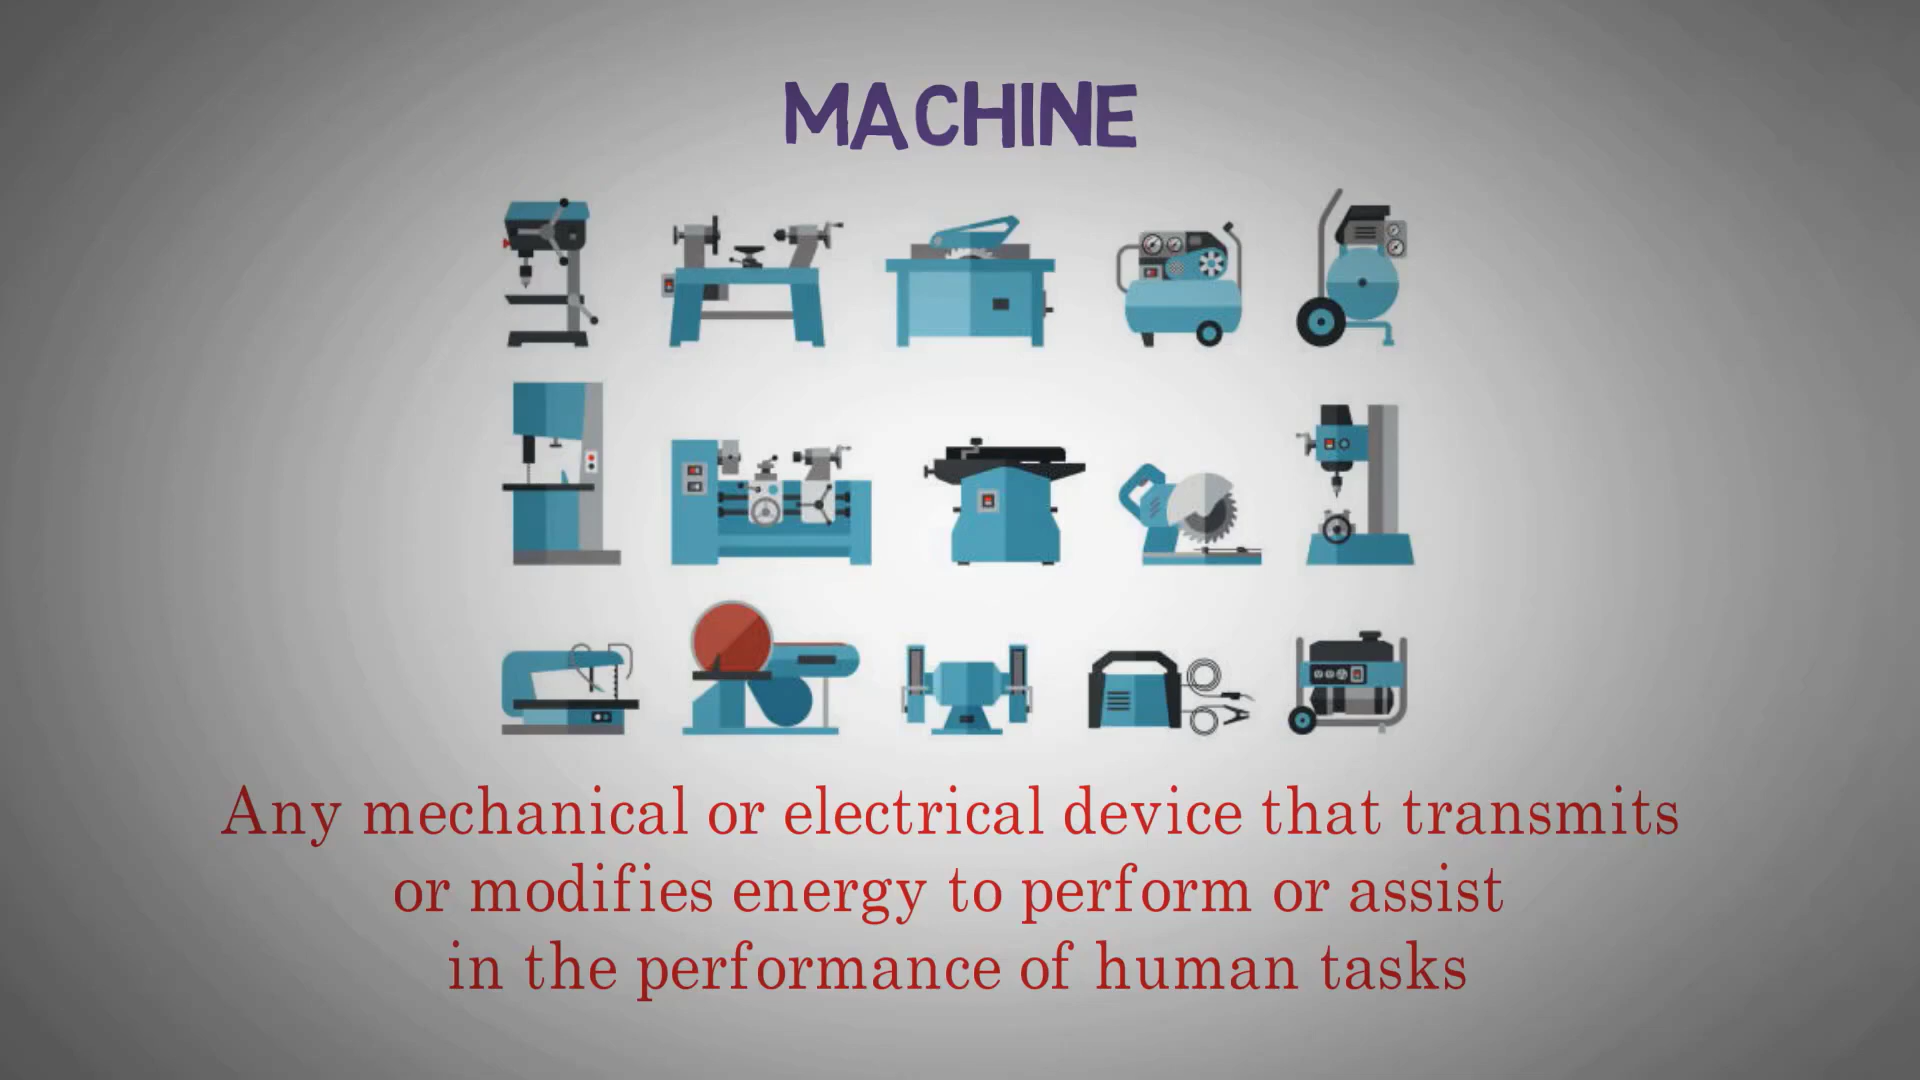 MACHINE
Any mechanical or electrical device that transmits
or modifies energy to perform or assist
in the performance of human tasks